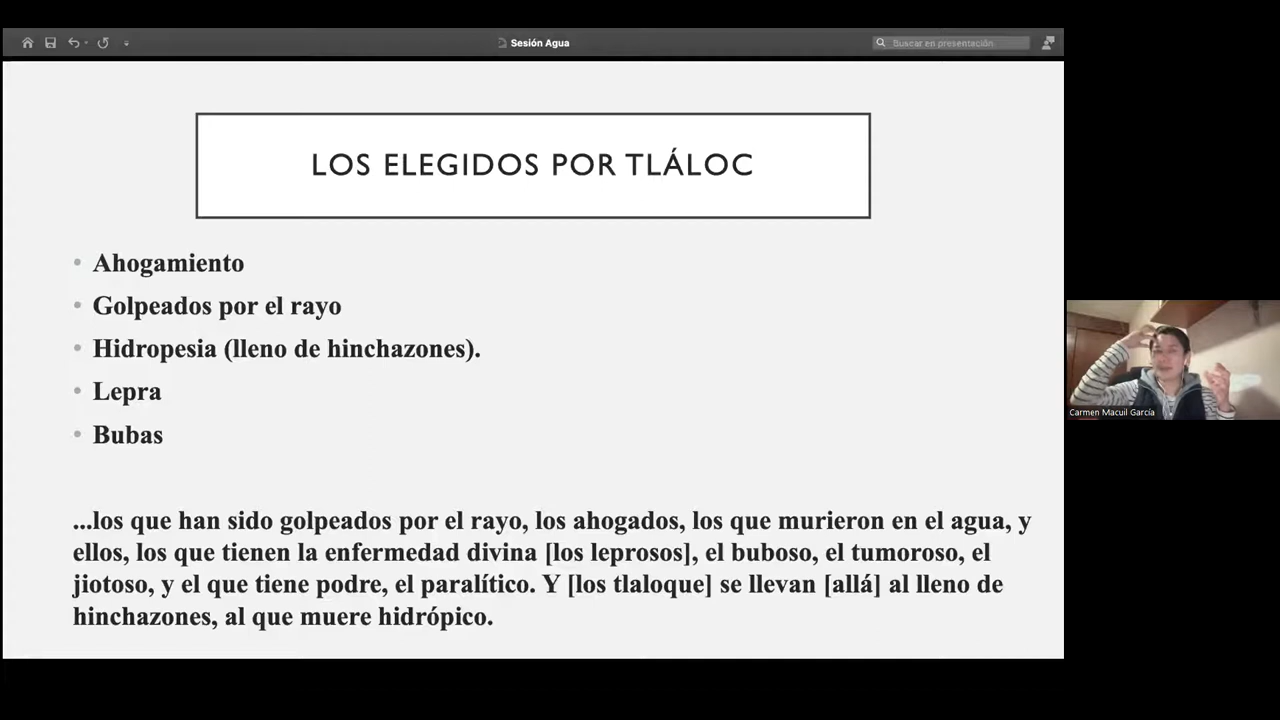 Sesión Agua
Buscar en presentación
LOS ELEGIDOS POR TLÁLOC
• Ahogamiento
• Golpeados por el rayo
• Hidropesia (lleno de hinchazones).
• Lepra
• Bubas
...los que han sido golpeados por el rayo, los ahogados, los que murieron en el agua, y
ellos, los que tienen la enfermedad divina [los leprosos], el buboso, el tumoroso, el
jiotoso, y el que tiene podre, el paralítico. Y [los tlaloque] se llevan [allá] al lleno de
hinchazones, al que muere hidrópico.
Carmen Macuil García